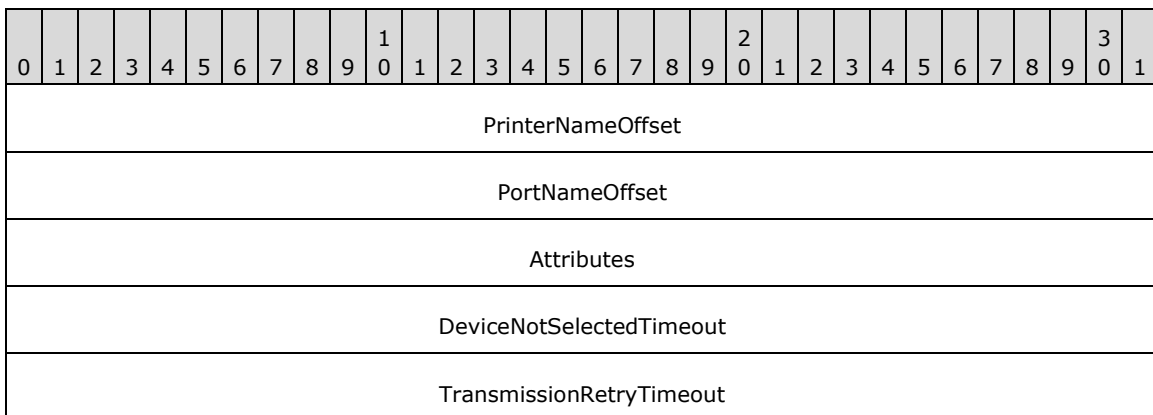 1 2 3
0 1 2 3 4 5 6 7 8 9 0 1 2 3 4 5 6 7 8 9 0 1 2 3 4 5 6 7 8 9 0 1
PrinterNameOffset
PortNameOffset
Attributes
DeviceNotSelectedTimeout
TransmissionRetryTimeout